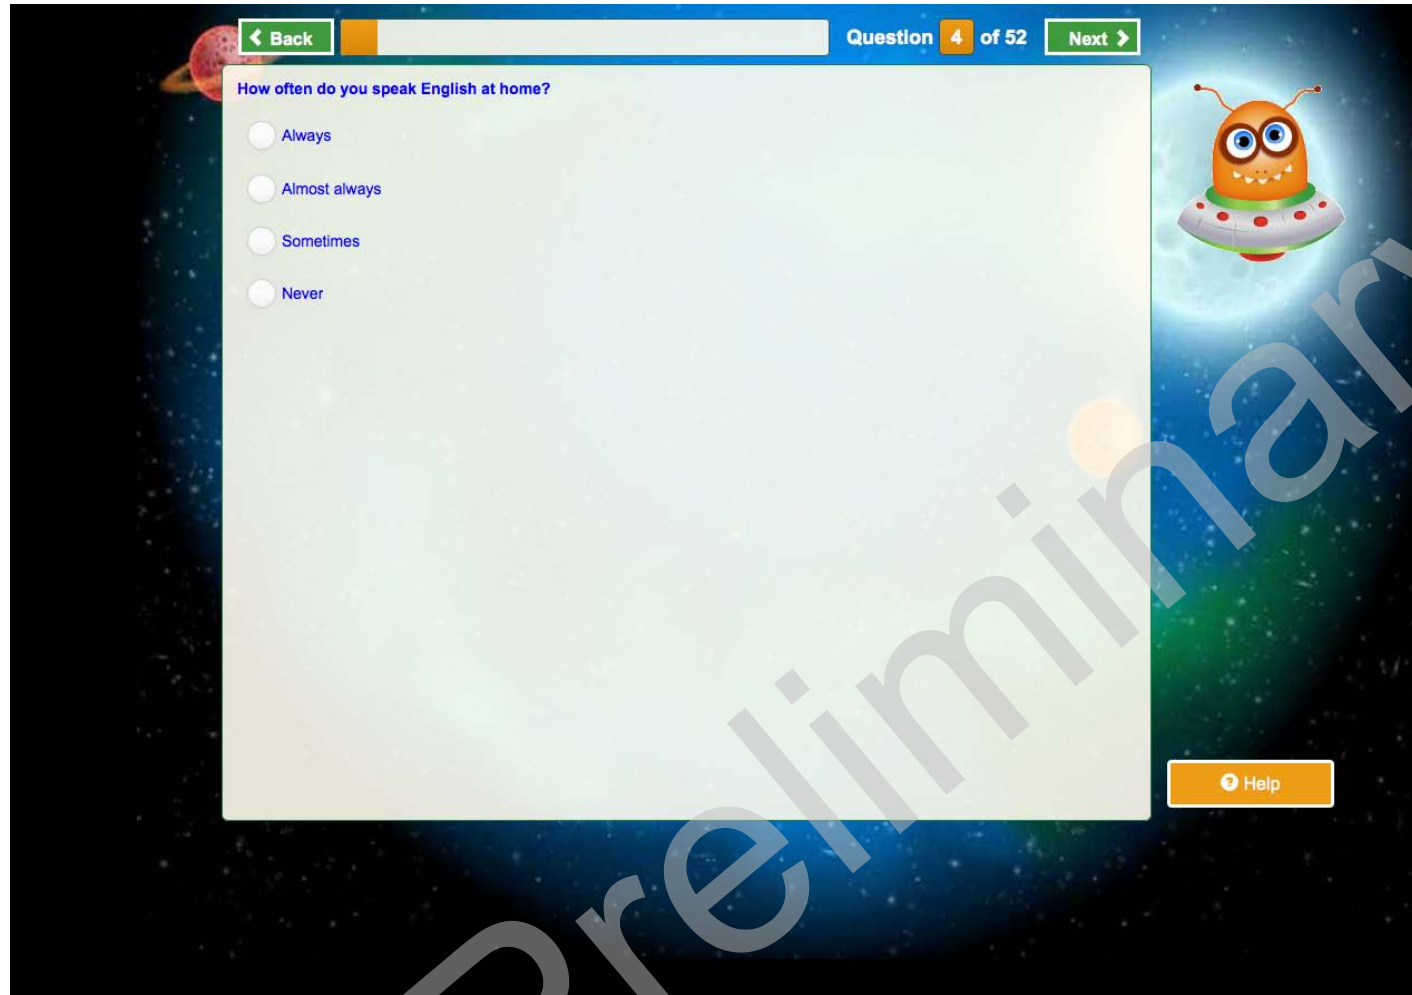 Back
Question 4 of 52
Next
How often do you speak English at home?
Always
Almost always
Sometimes
Never
Help
Preliminary